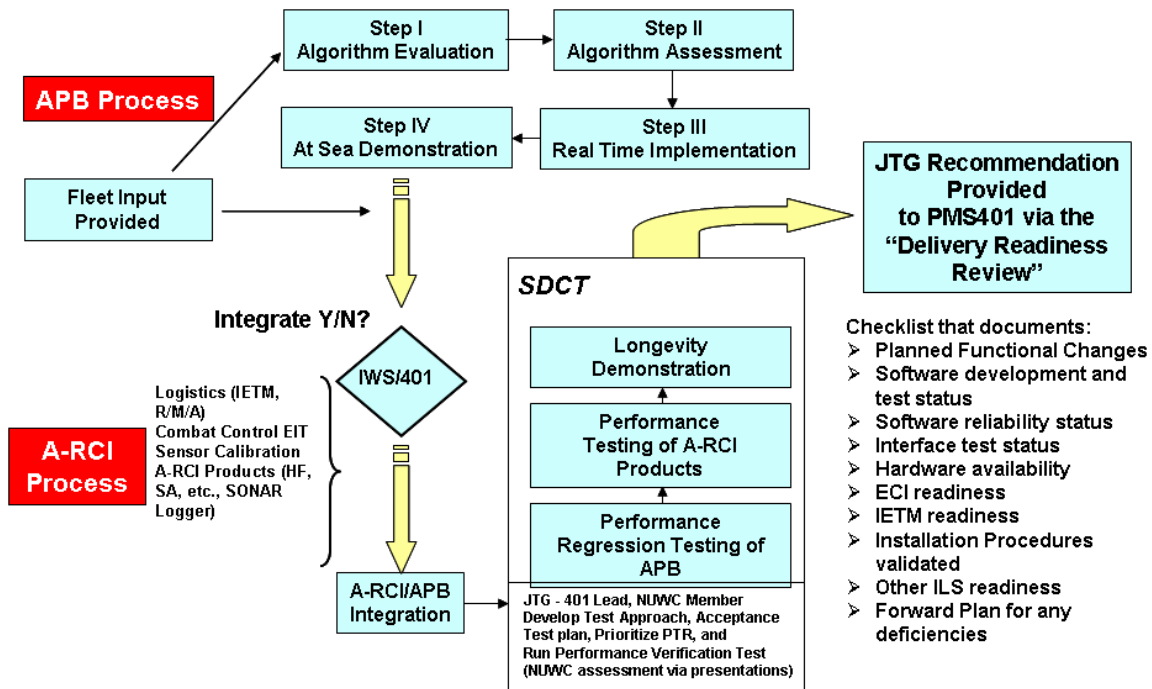 Step I
Algorithm Evaluation
Step II
Algorithm Assessment
APB Process
Step IV
At Sea Demonstration
Step III
Real Time Implementation
Fleet Input
Provided
JTG Recommendation
Provided
to PMS401 via the
“Delivery Readiness
Review”
SDCT
Integrate Y/N?
IWS/401
Longevity
Demonstration
Performance
Testing of A-RCI
Products
Performance
Regression Testing of
APB
A-RCI
Process
Logistics (IETM,
R/M/A)
Combat Control EIT
Sensor Calibration
A-RCI Products (HF,
SA, etc., SONAR
Logger)
A-RCI/APB
Integration
JTG - 401 Lead, NUWC Member
Develop Test Approach, Acceptance
Test plan, Prioritize PTR, and
Run Performance Verification Test
(NUWC assessment via presentations)
Checklist that documents:
➢ Planned Functional Changes
➢ Software development and
test status
➢ Software reliability status
➢ Interface test status
➢ Hardware availability
➢ ECI readiness
➢ IETM readiness
➢ Installation Procedures
validated
➢ Other ILS readiness
➢ Forward Plan for any
deficiencies